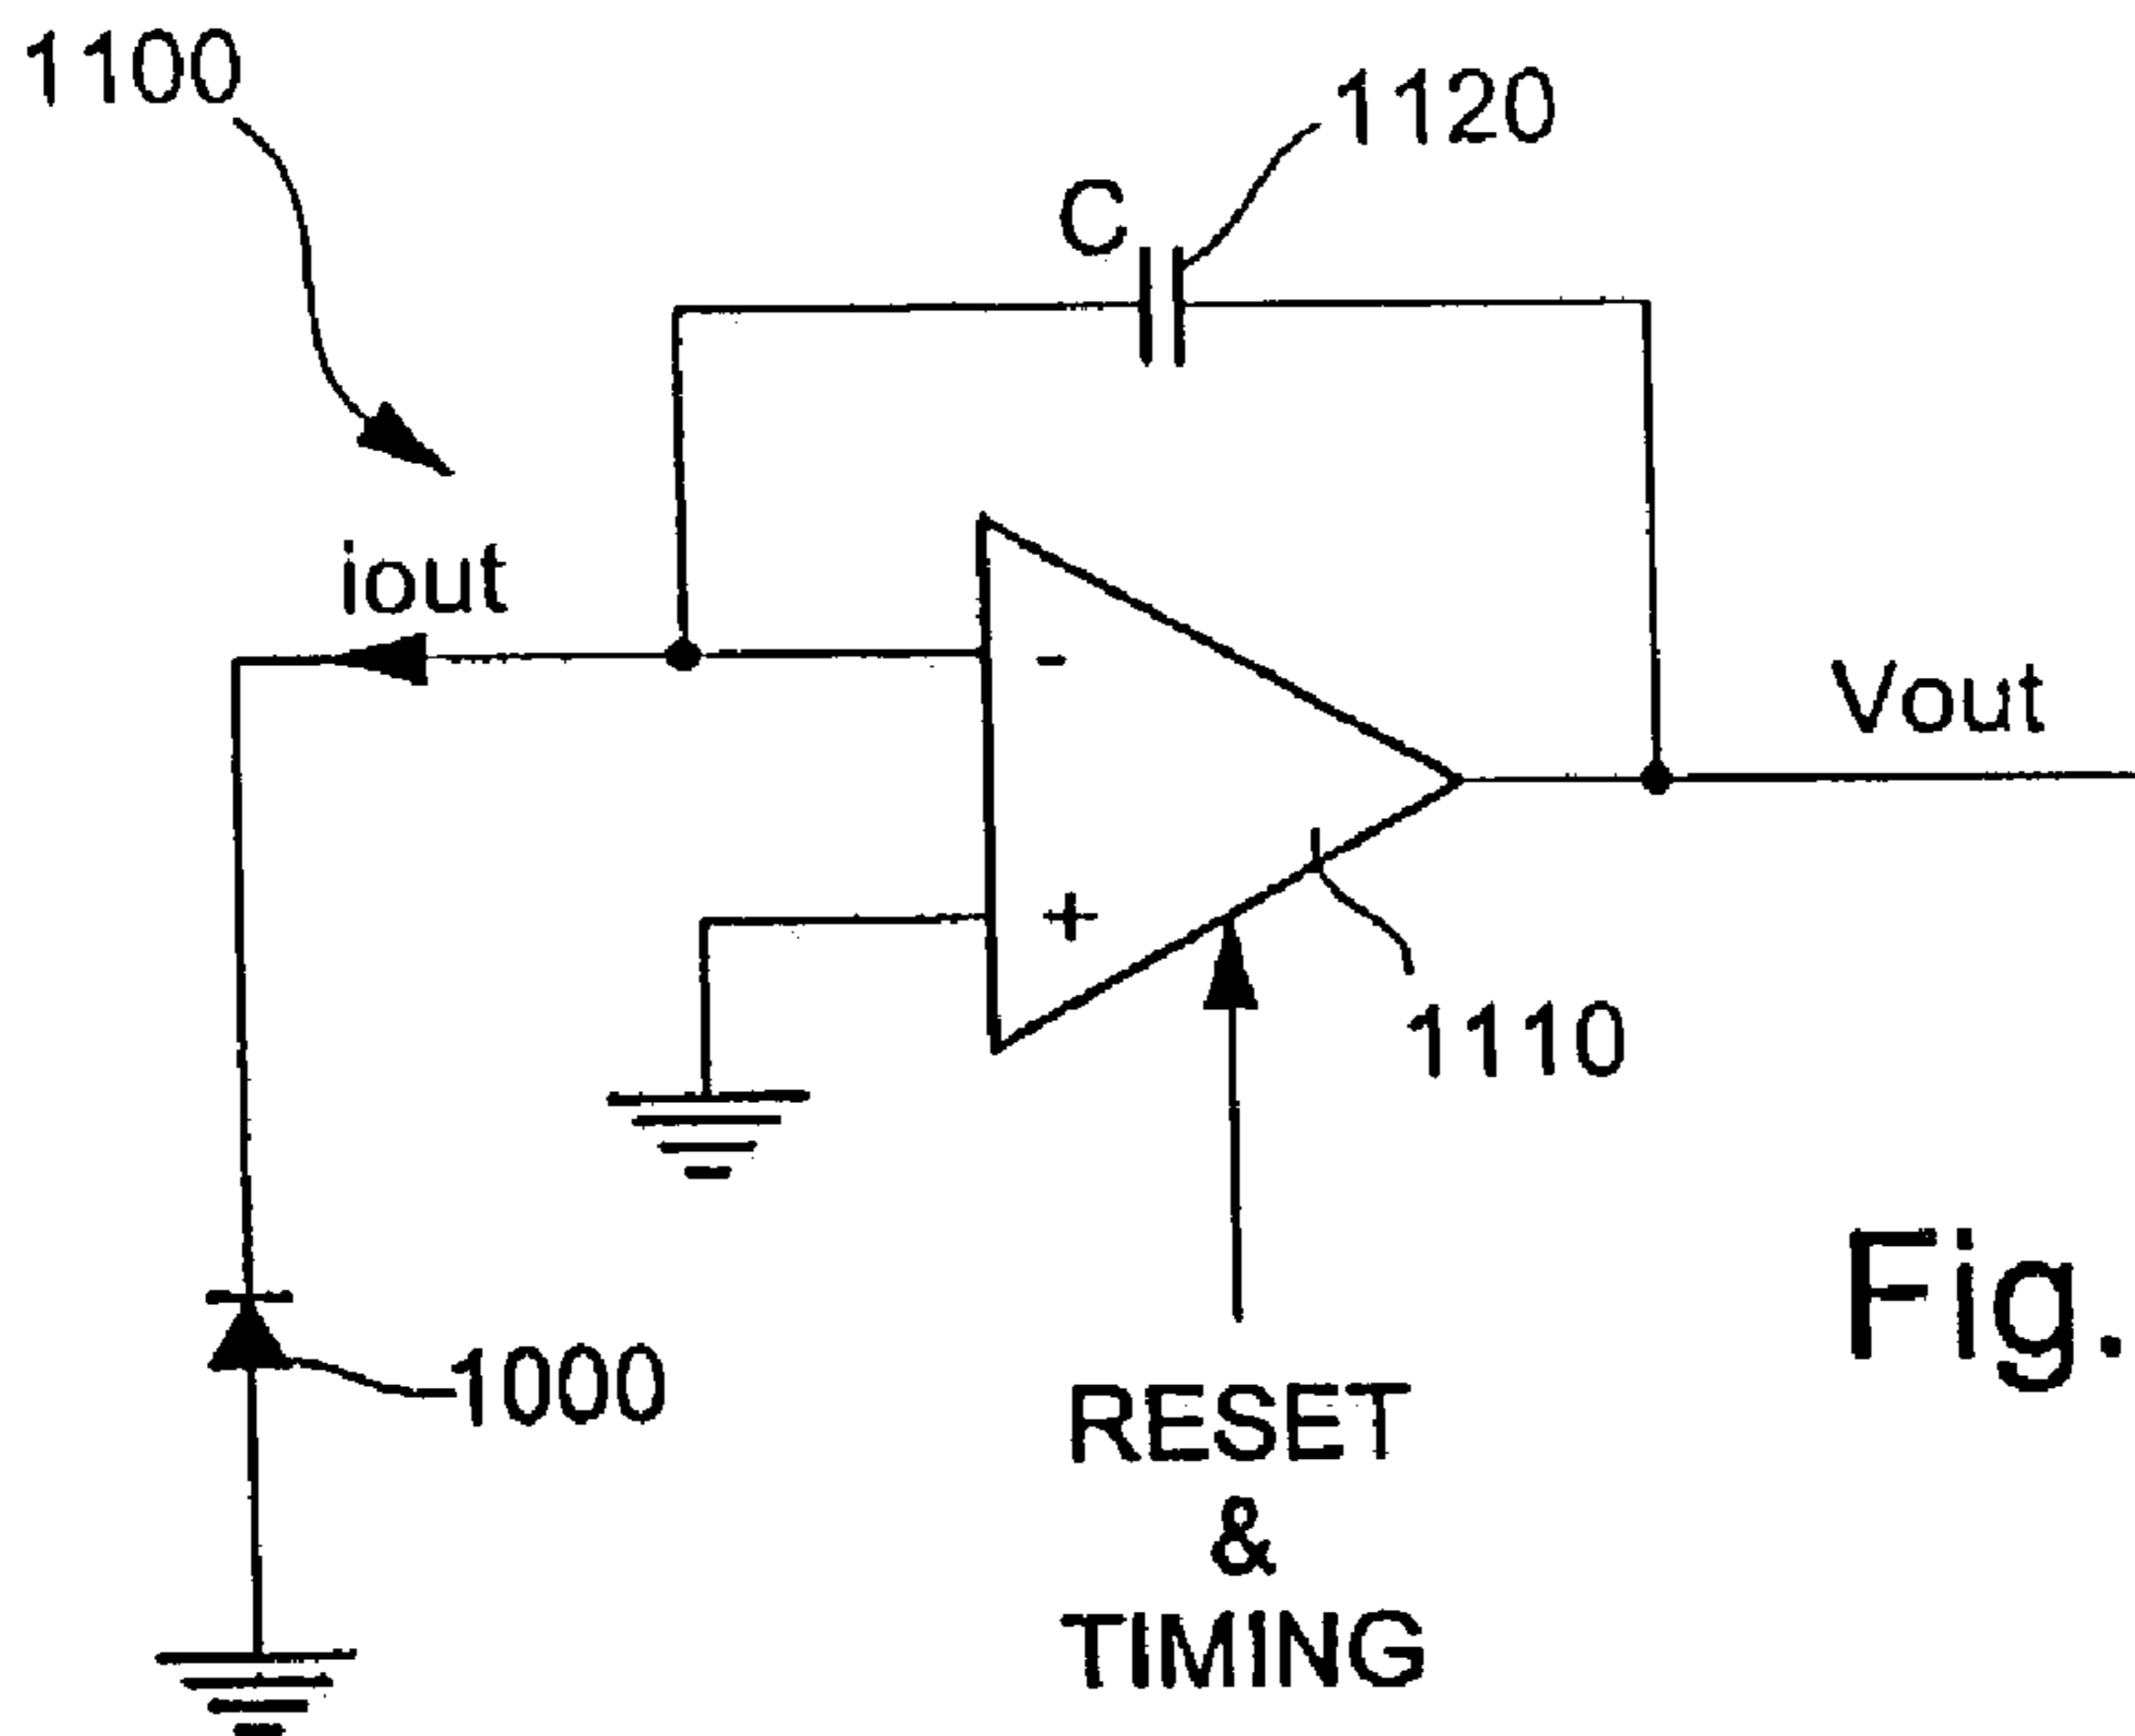 1100
1120
C
iout
-
Vout
+
1110
1000
RESET
&
TIMING
Fig.